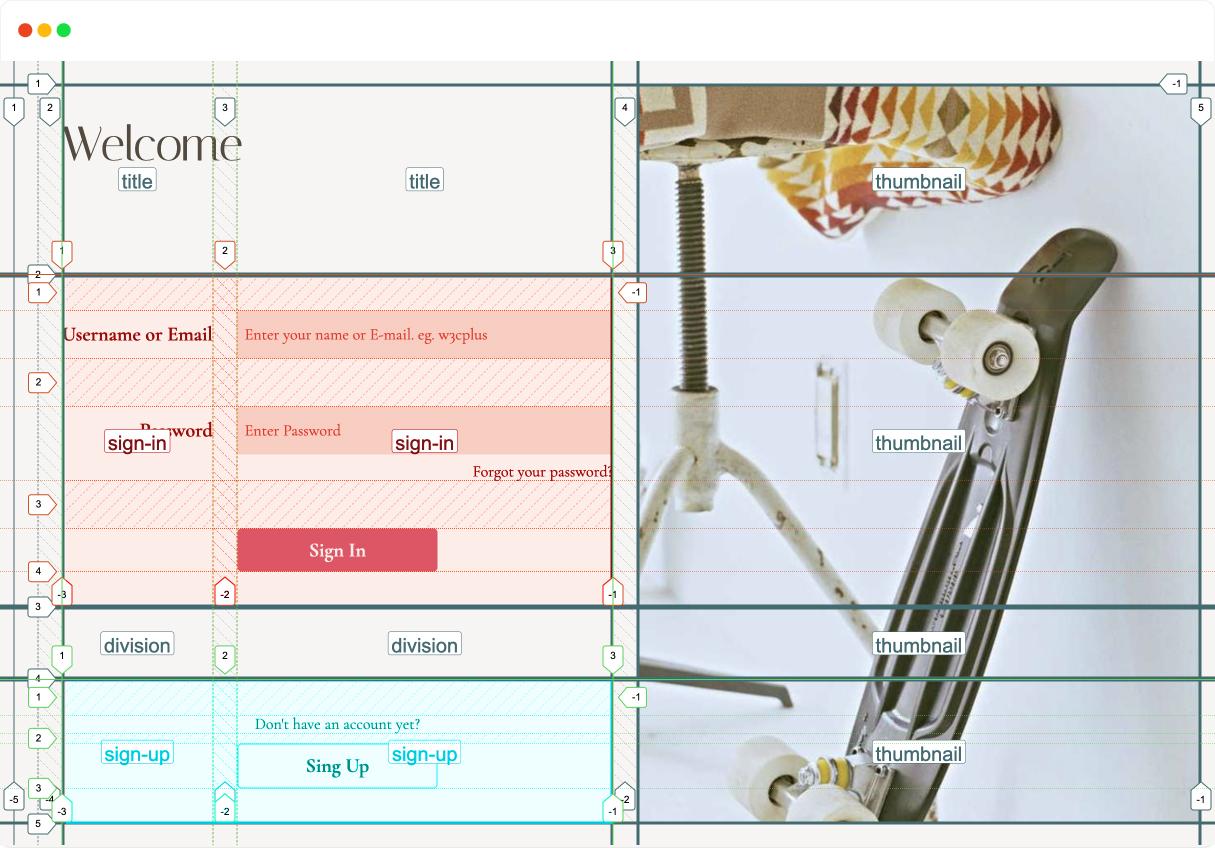 1
-1
1
2
3
4
5
Welcome
title
title
thumbnail
1
2
3
2
1
-1
Username or Email
Enter your name or E-mail. eg. w3cplus
2
Password
Enter Password
sign-in
sign-in
thumbnail
Forgot your password?
3
Sign In
4
-3
-2
-1
3
division
division
thumbnail
1
2
3
4
1
-1
Don't have an account yet?
2
sign-up
sign-up
thumbnail
Sing Up
3
-5
-4
-2
-1
-3
-2
-1
5